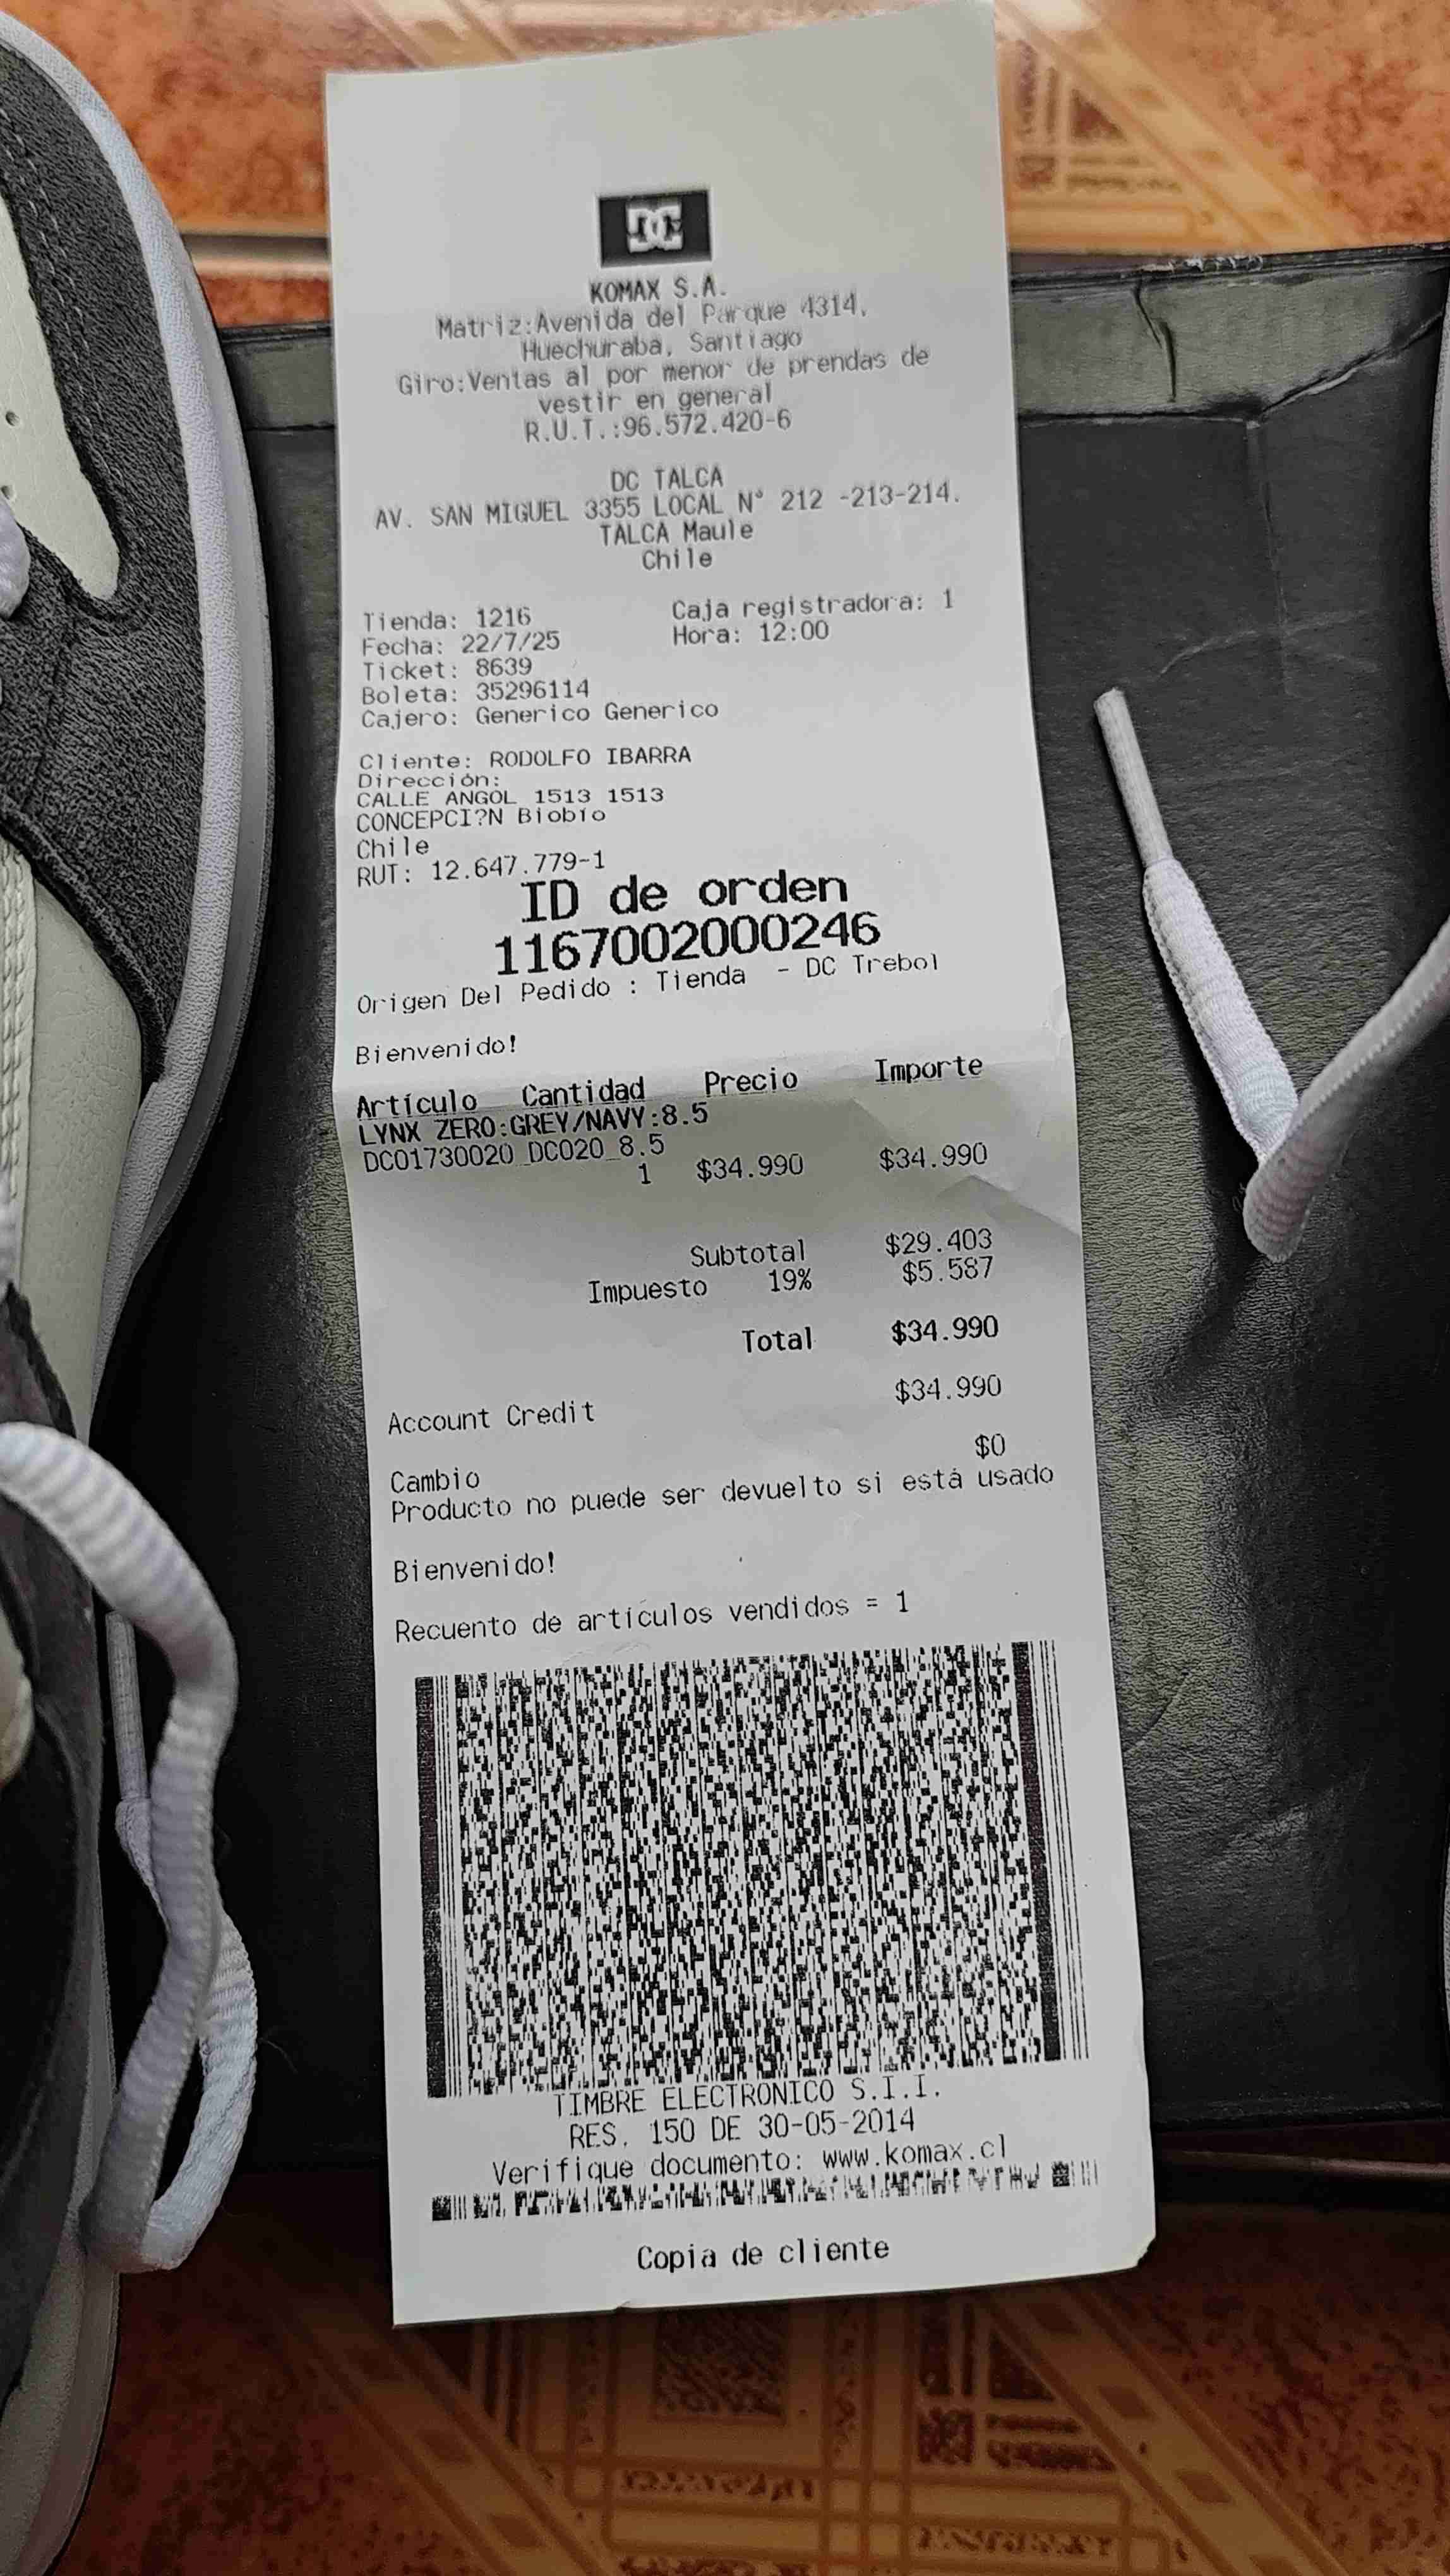 DC
KOMAX S.A.
Matriz:Avenida del Parque 4314,
Huechuraba, Santiago
Giro:Ventas al por menor de prendas de
vestir en general
R.U.T.:96.572.420-6
DC TALCA
AV. SAN MIGUEL 3355 LOCAL N° 212 -213-214.
TALCA Maule
Chile
Tienda: 1216 Caja registradora: 1
Fecha: 22/7/25 Hora: 12:00
Ticket: 8639
Boleta: 35296114
Cajero: Generico Generico
Cliente: RODOLFO IBARRA
Dirección:
CALLE ANGOL 1513 1513
CONCEPCI?N Biobío
Chile
RUT: 12.647.779-1
ID de orden
1167002000246
Origen Del Pedido : Tienda - DC Trebol
Bienvenido!
Artículo Cantidad Precio Importe
LYNX ZERO:GREY/NAVY:8.5
DC01730020_DC020_8.5
1 $34.990 $34.990
Subtotal $29.403
Impuesto 19% $5.587
Total $34.990
Account Credit $34.990
Cambio $0
Producto no puede ser devuelto si está usado
Bienvenido!
Recuento de artículos vendidos = 1
TIMBRE ELECTRONICO S.I.I.
RES. 150 DE 30-05-2014
Verifique documento: www.komax.cl
Copia de cliente